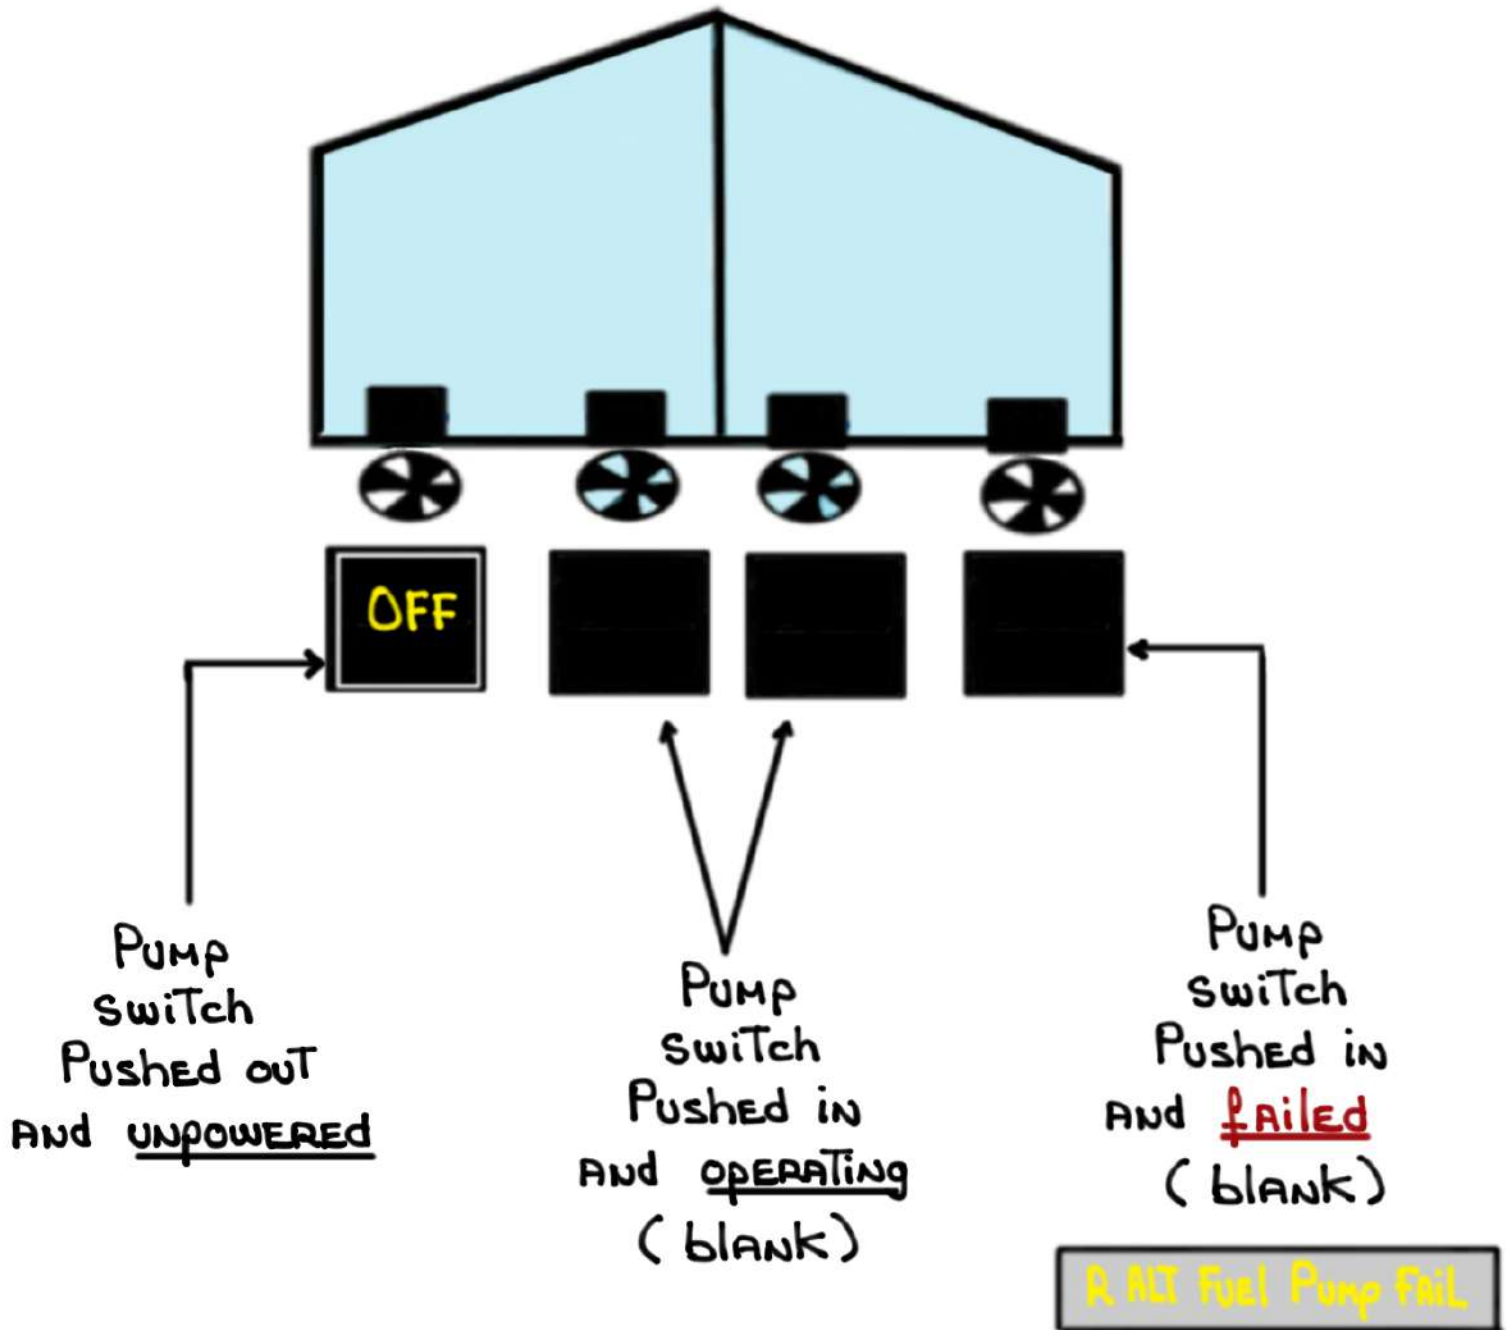 OFF
Pump
switch
Pushed out
and unpowered
Pump
switch
Pushed in
and operating
(blank)
Pump
switch
Pushed in
and failed
(blank)
R ALT Fuel Pump Fail